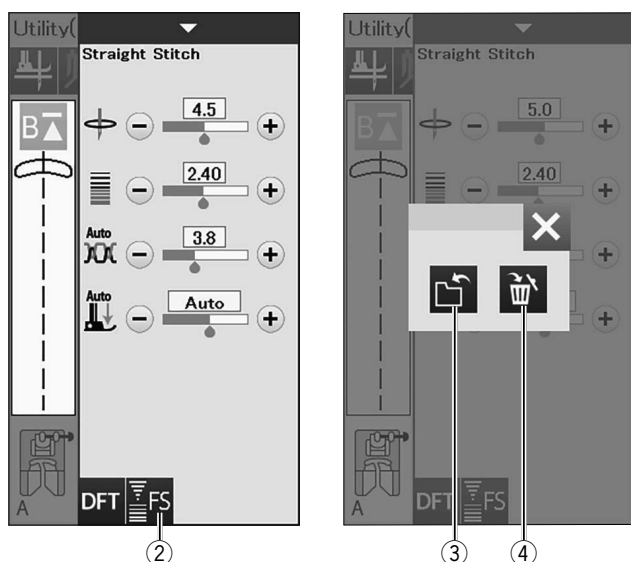 Utility(
Straight Stitch
B
4.5
2.40
Auto
3.8
Auto
Auto
A
DFT
FS
②
Utility(
Straight Stitch
B
5.0
2.40
A
DFT
FS
③
④